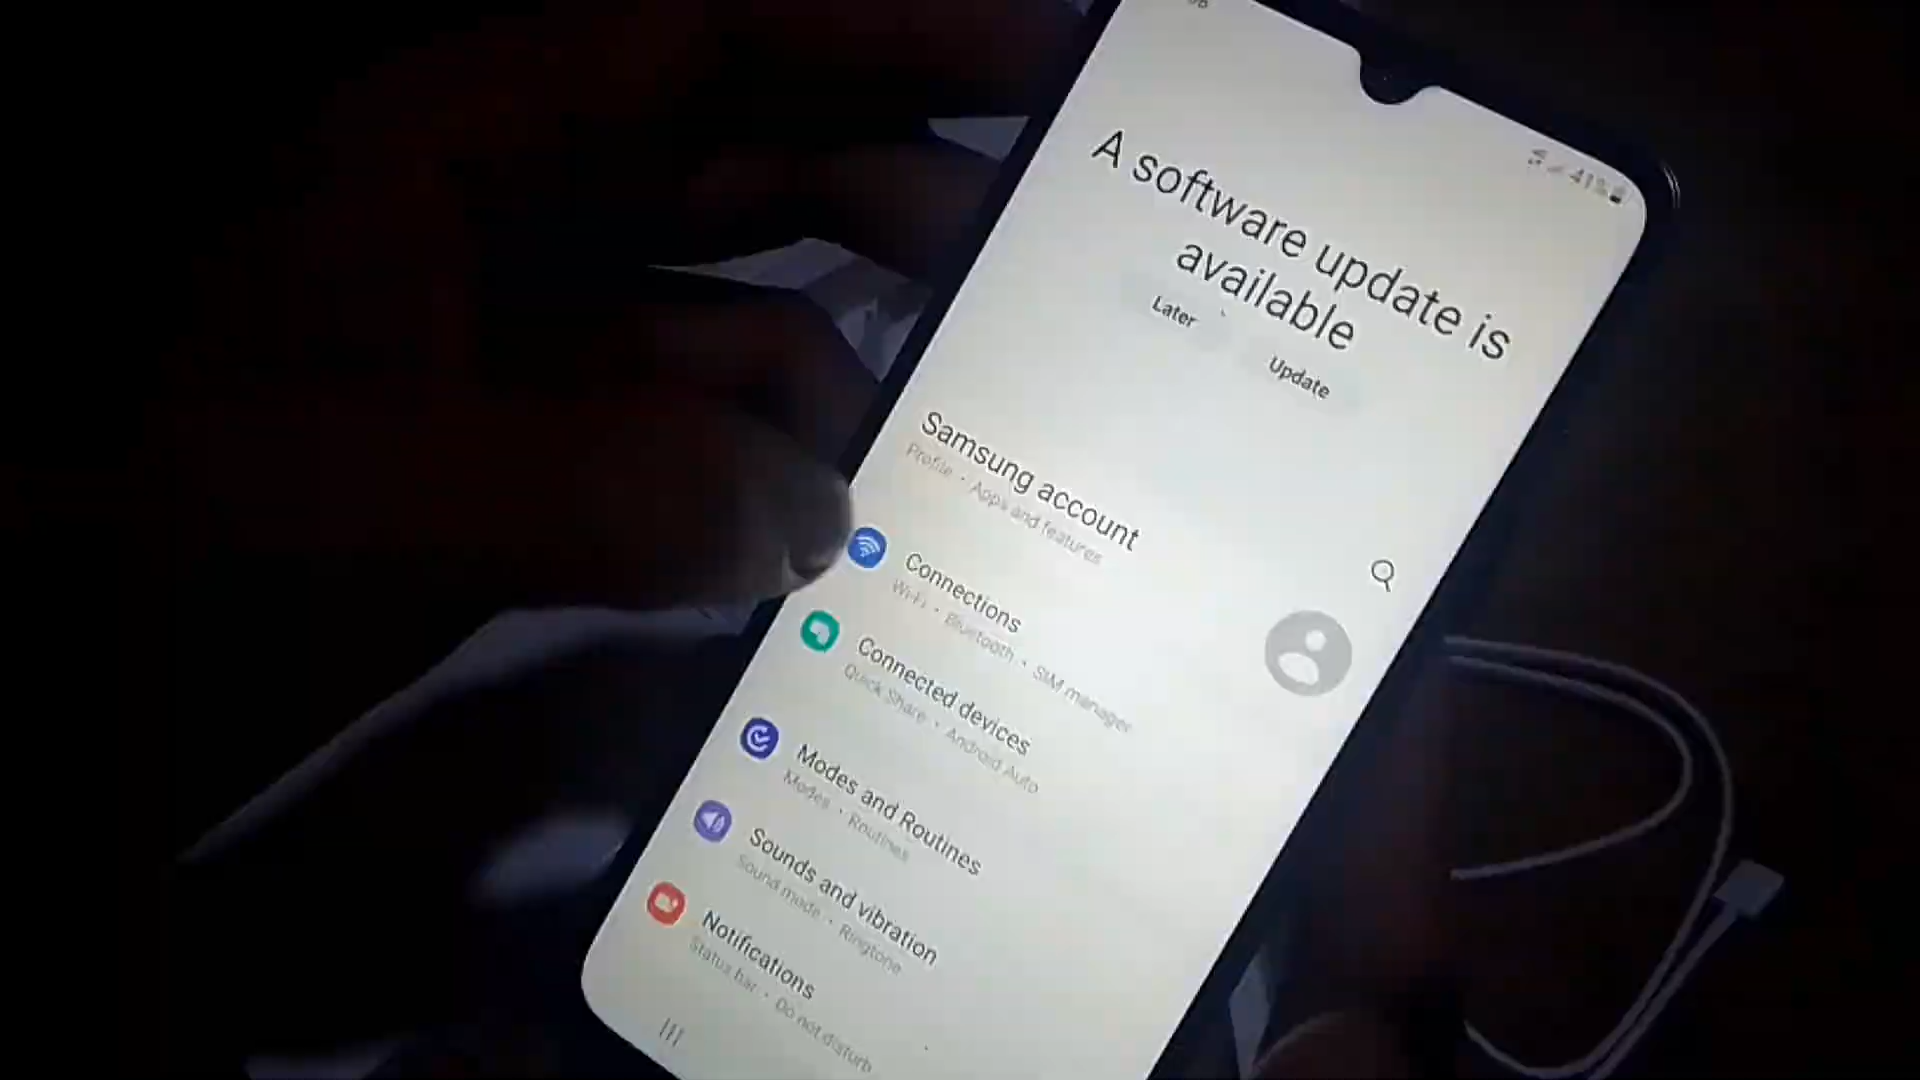 41%
A software update is
available
Later
Update
Samsung account
Profile • Apps and features
Connections
Wi-Fi • Bluetooth • SIM manager
Connected devices
Quick Share • Android Auto
Modes and Routines
Modes • Routines
Sounds and vibration
Sound mode • Ringtone
Notifications
Status bar • Do not disturb